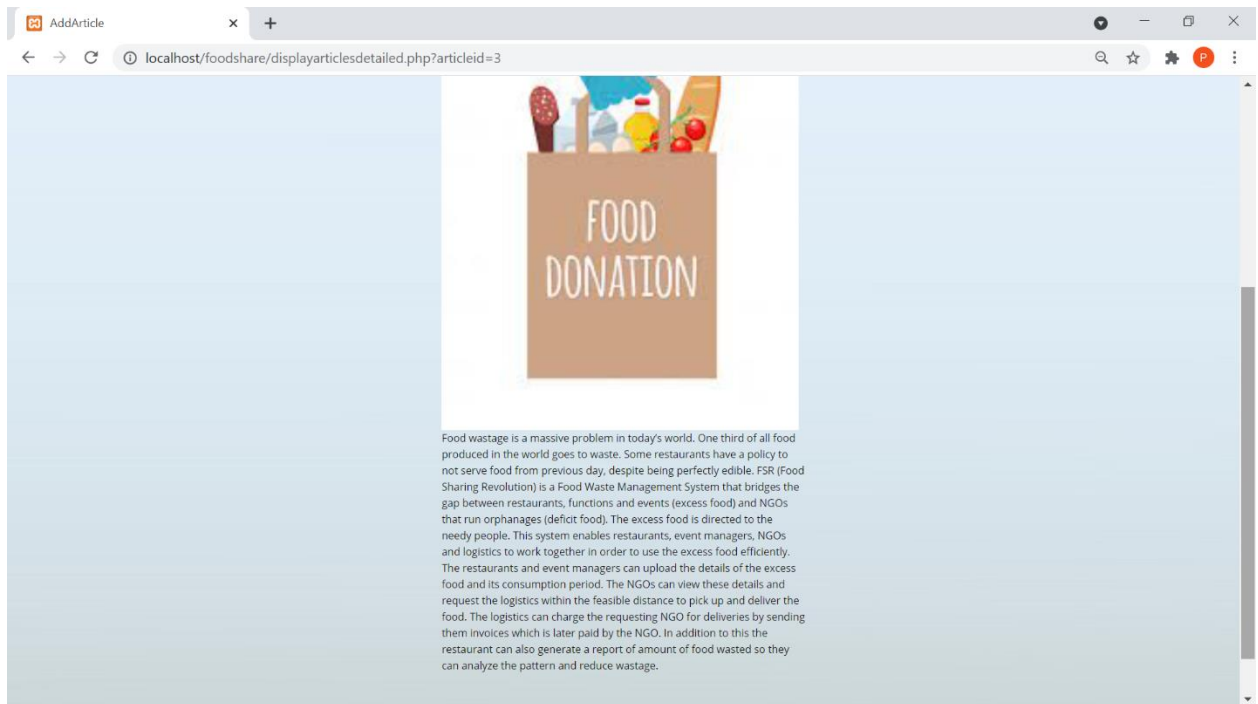 AddArticle
localhost/foodshare/displayarticlesdetailed.php?articleid=3
P
FOOD
DONATION
Food wastage is a massive problem in today's world. One third of all food
produced in the world goes to waste. Some restaurants have a policy to
not serve food from previous day, despite being perfectly edible. FSR (Food
Sharing Revolution) is a Food Waste Management System that bridges the
gap between restaurants, functions and events (excess food) and NGOs
that run orphanages (deficit food). The excess food is directed to the
needy people. This system enables restaurants, event managers, NGOs
and logistics to work together in order to use the excess food efficiently.
The restaurants and event managers can upload the details of the excess
food and its consumption period. The NGOs can view these details and
request the logistics within the feasible distance to pick up and deliver the
food. The logistics can charge the requesting NGO for deliveries by sending
them invoices which is later paid by the NGO. In addition to this the
restaurant can also generate a report of amount of food wasted so they
can analyze the pattern and reduce wastage.